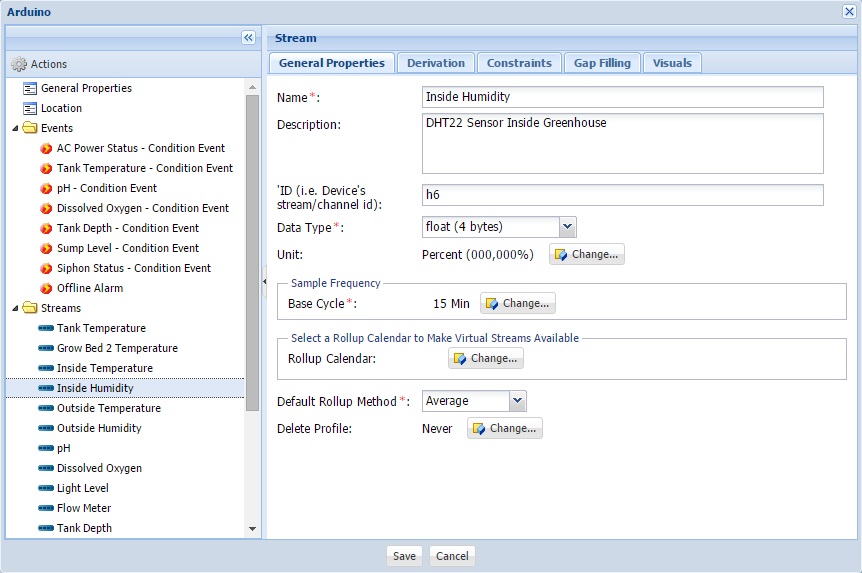 Arduino
Actions
General Properties
Location
Events
AC Power Status - Condition Event
Tank Temperature - Condition Event
pH - Condition Event
Dissolved Oxygen - Condition Event
Tank Depth - Condition Event
Sump Level - Condition Event
Siphon Status - Condition Event
Offline Alarm
Streams
Tank Temperature
Grow Bed 2 Temperature
Inside Temperature
Inside Humidity
Outside Temperature
Outside Humidity
pH
Dissolved Oxygen
Light Level
Flow Meter
Tank Depth
Stream
General Properties Derivation Constraints Gap Filling Visuals
Name*: Inside Humidity
Description: DHT22 Sensor Inside Greenhouse
'ID (i.e. Device's
stream/channel id): h6
Data Type*: float (4 bytes)
Unit: Percent (000,000%) Change...
Sample Frequency
Base Cycle*: 15 Min Change...
Select a Rollup Calendar to Make Virtual Streams Available
Rollup Calendar: Change...
Default Rollup Method*: Average
Delete Profile: Never Change...
Save Cancel